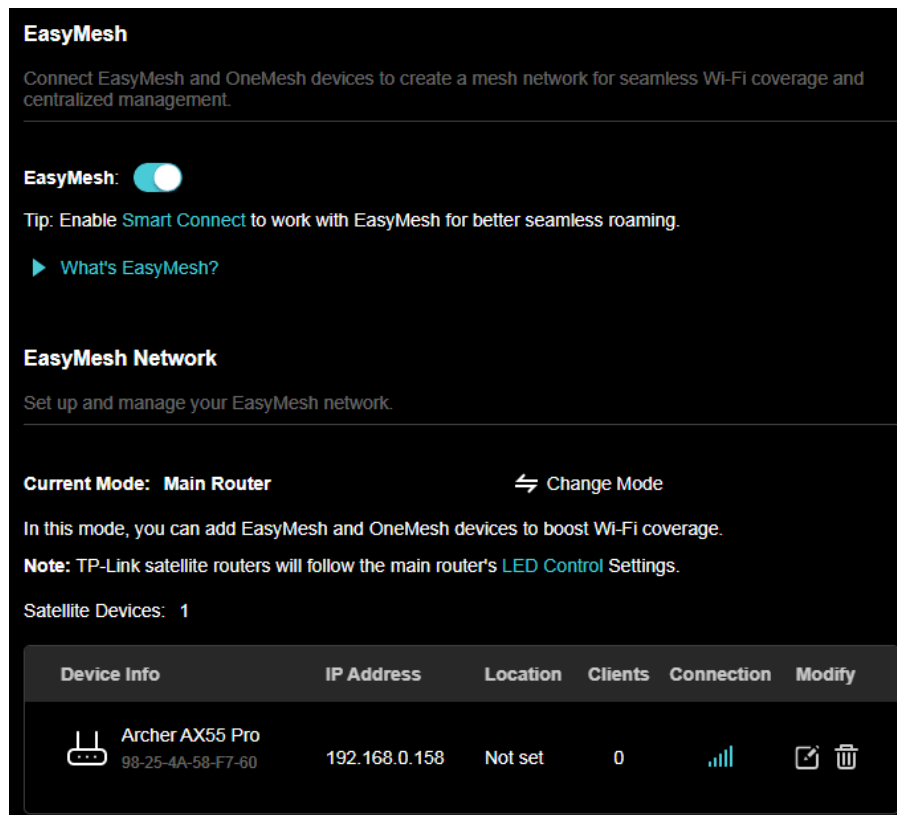 EasyMesh
Connect EasyMesh and OneMesh devices to create a mesh network for seamless Wi-Fi coverage and
centralized management.
EasyMesh:
Tip: Enable Smart Connect to work with EasyMesh for better seamless roaming.
What's EasyMesh?
EasyMesh Network
Set up and manage your EasyMesh network.
Current Mode: Main Router Change Mode
In this mode, you can add EasyMesh and OneMesh devices to boost Wi-Fi coverage.
Note: TP-Link satellite routers will follow the main router's LED Control Settings.
Satellite Devices: 1
Device Info IP Address Location Clients Connection Modify
Archer AX55 Pro
98-25-4A-58-F7-60 192.168.0.158 Not set 0